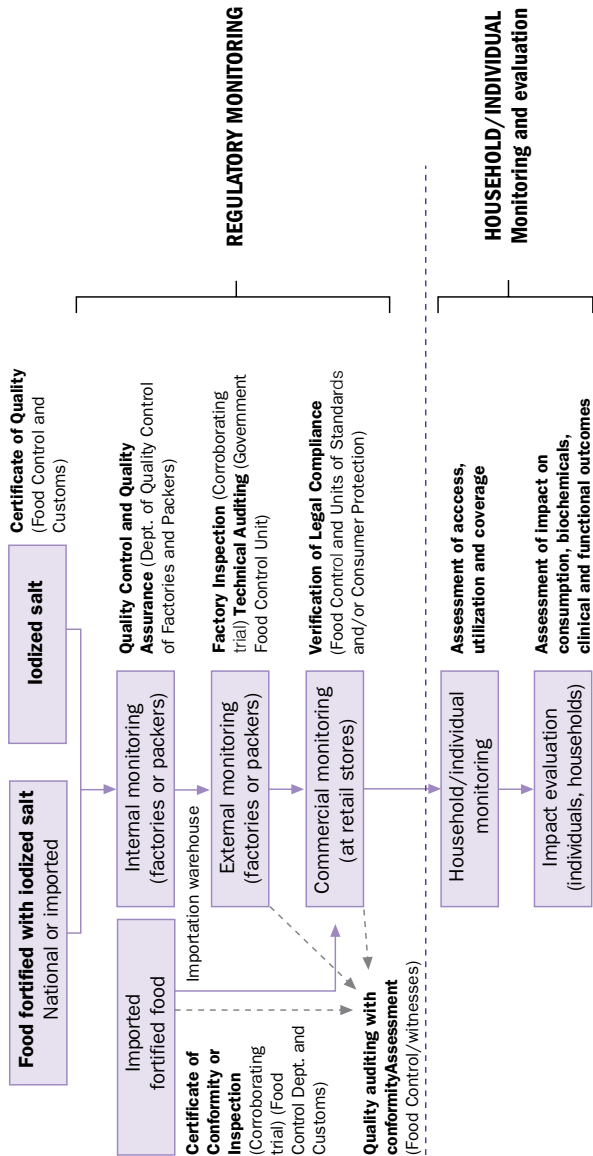 Food fortified with iodized salt
National or imported
Iodized salt
Certificate of Quality
(Food Control and
Customs)
Internal monitoring
(factories or packers)
Quality Control and Quality
Assurance (Dept. of Quality Control
of Factories and Packers)
Imported
fortified food
Importation warehouse
External monitoring
(factories or packers)
Factory Inspection (Corroborating
trial) Technical Auditing (Government
Food Control Unit)
Certificate of
Conformity or
Inspection
(Corroborating
trial) (Food
Control Dept. and
Customs)
Commercial monitoring
(at retail stores)
Verification of Legal Compliance
(Food Control and Units of Standards
and/or Consumer Protection)
Quality auditing with
conformityAssessment
(Food Control/witnesses)
REGULATORY MONITORING
Household/individual
monitoring
Assessment of acccess,
utilization and coverage
Impact evaluation
(individuals, households)
Assessment of impact on
consumption, biochemicals,
clinical and functional outcomes
HOUSEHOLD/INDIVIDUAL
Monitoring and evaluation